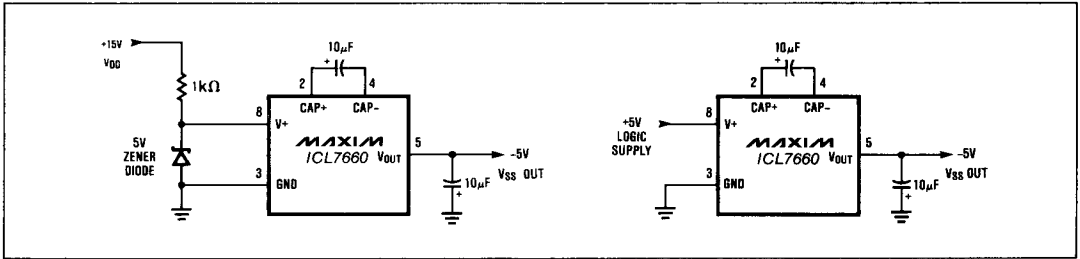 +15V
VDD
1kΩ
5V
ZENER
DIODE
10µF
+
2
4
CAP+
CAP-
8
V+
MAXIM
ICL7660
VOUT
5
3
GND
-5V
VSS OUT
10µF
+
10µF
+
2
4
CAP+
CAP-
8
V+
+5V
LOGIC
SUPPLY
MAXIM
ICL7660
VOUT
5
3
GND
-5V
VSS OUT
10µF
+